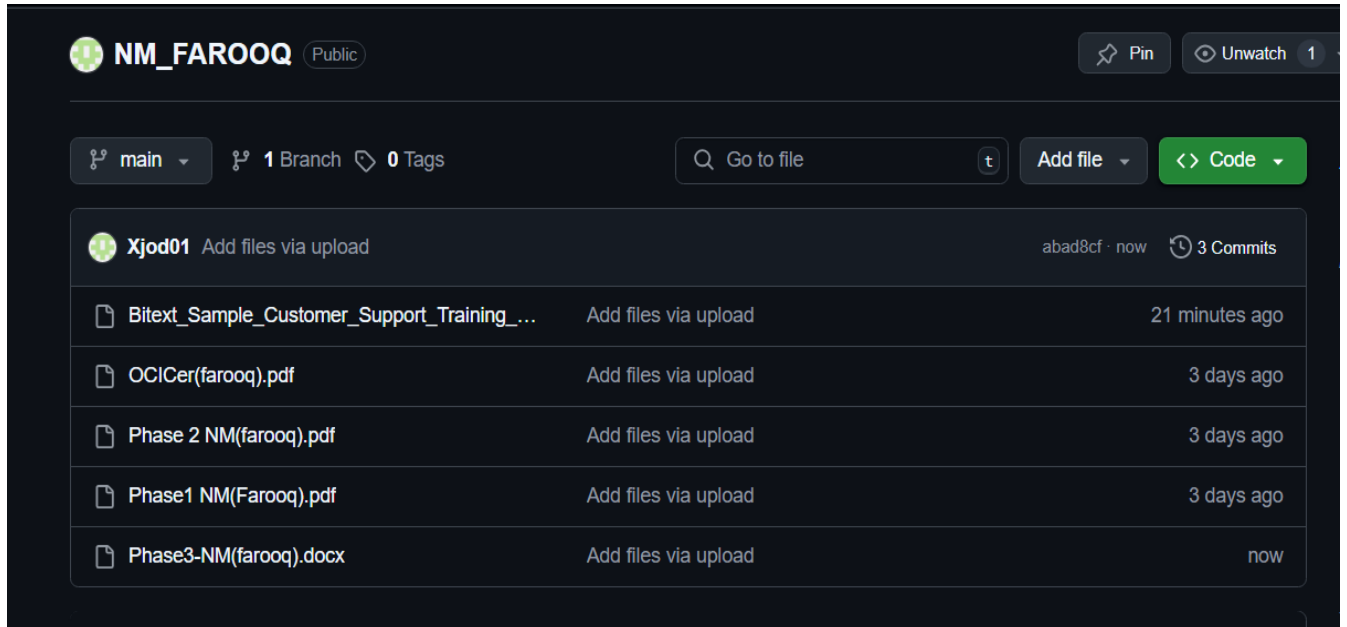 NM_FAROOQ Public Pin Unwatch 1
main 1 Branch 0 Tags Go to file t Add file Code
Xjod01 Add files via upload abad8cf · now 3 Commits
Bitext_Sample_Customer_Support_Training_... Add files via upload 21 minutes ago
OCICer(farooq).pdf Add files via upload 3 days ago
Phase 2 NM(farooq).pdf Add files via upload 3 days ago
Phase1 NM(Farooq).pdf Add files via upload 3 days ago
Phase3-NM(farooq).docx Add files via upload now